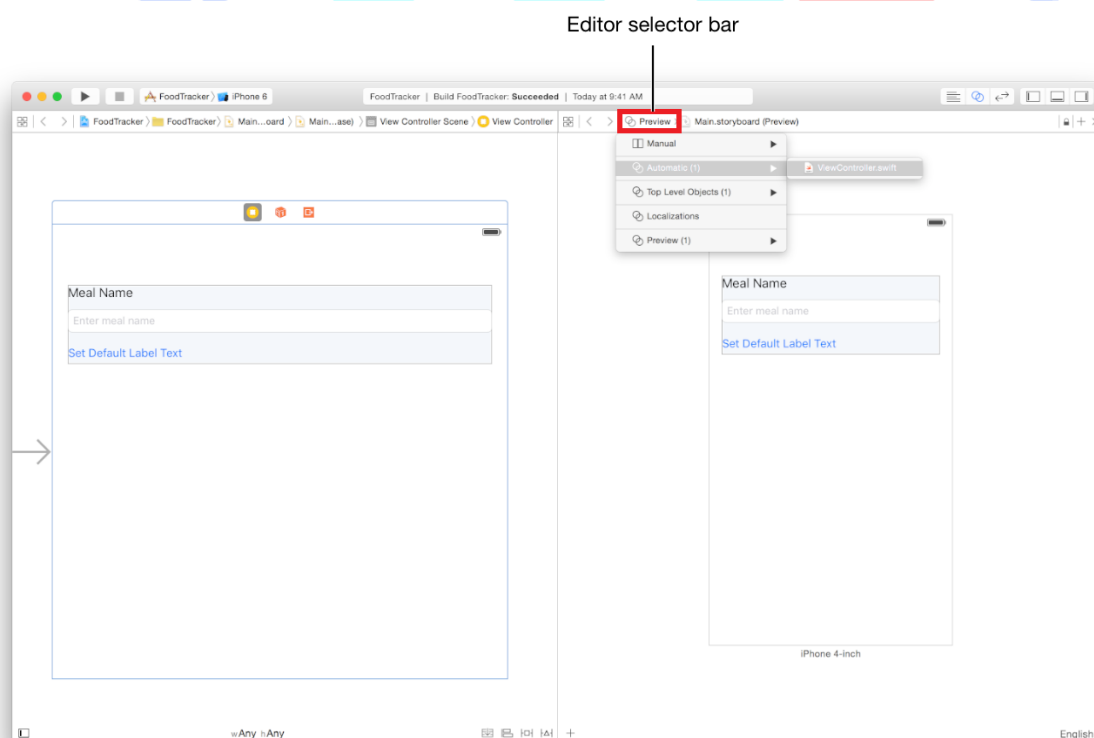 Editor selector bar
FoodTracker iPhone 6
FoodTracker | Build FoodTracker: Succeeded | Today at 9:41 AM
FoodTracker FoodTracker Main...oard Main...ase) View Controller Scene View Controller
Preview Main.storyboard (Preview)
Manual
Automatic (1) ViewController.swift
Top Level Objects (1)
Localizations
Preview (1)
Meal Name
Enter meal name
Set Default Label Text
Meal Name
Enter meal name
Set Default Label Text
iPhone 4-inch
wAny hAny
English